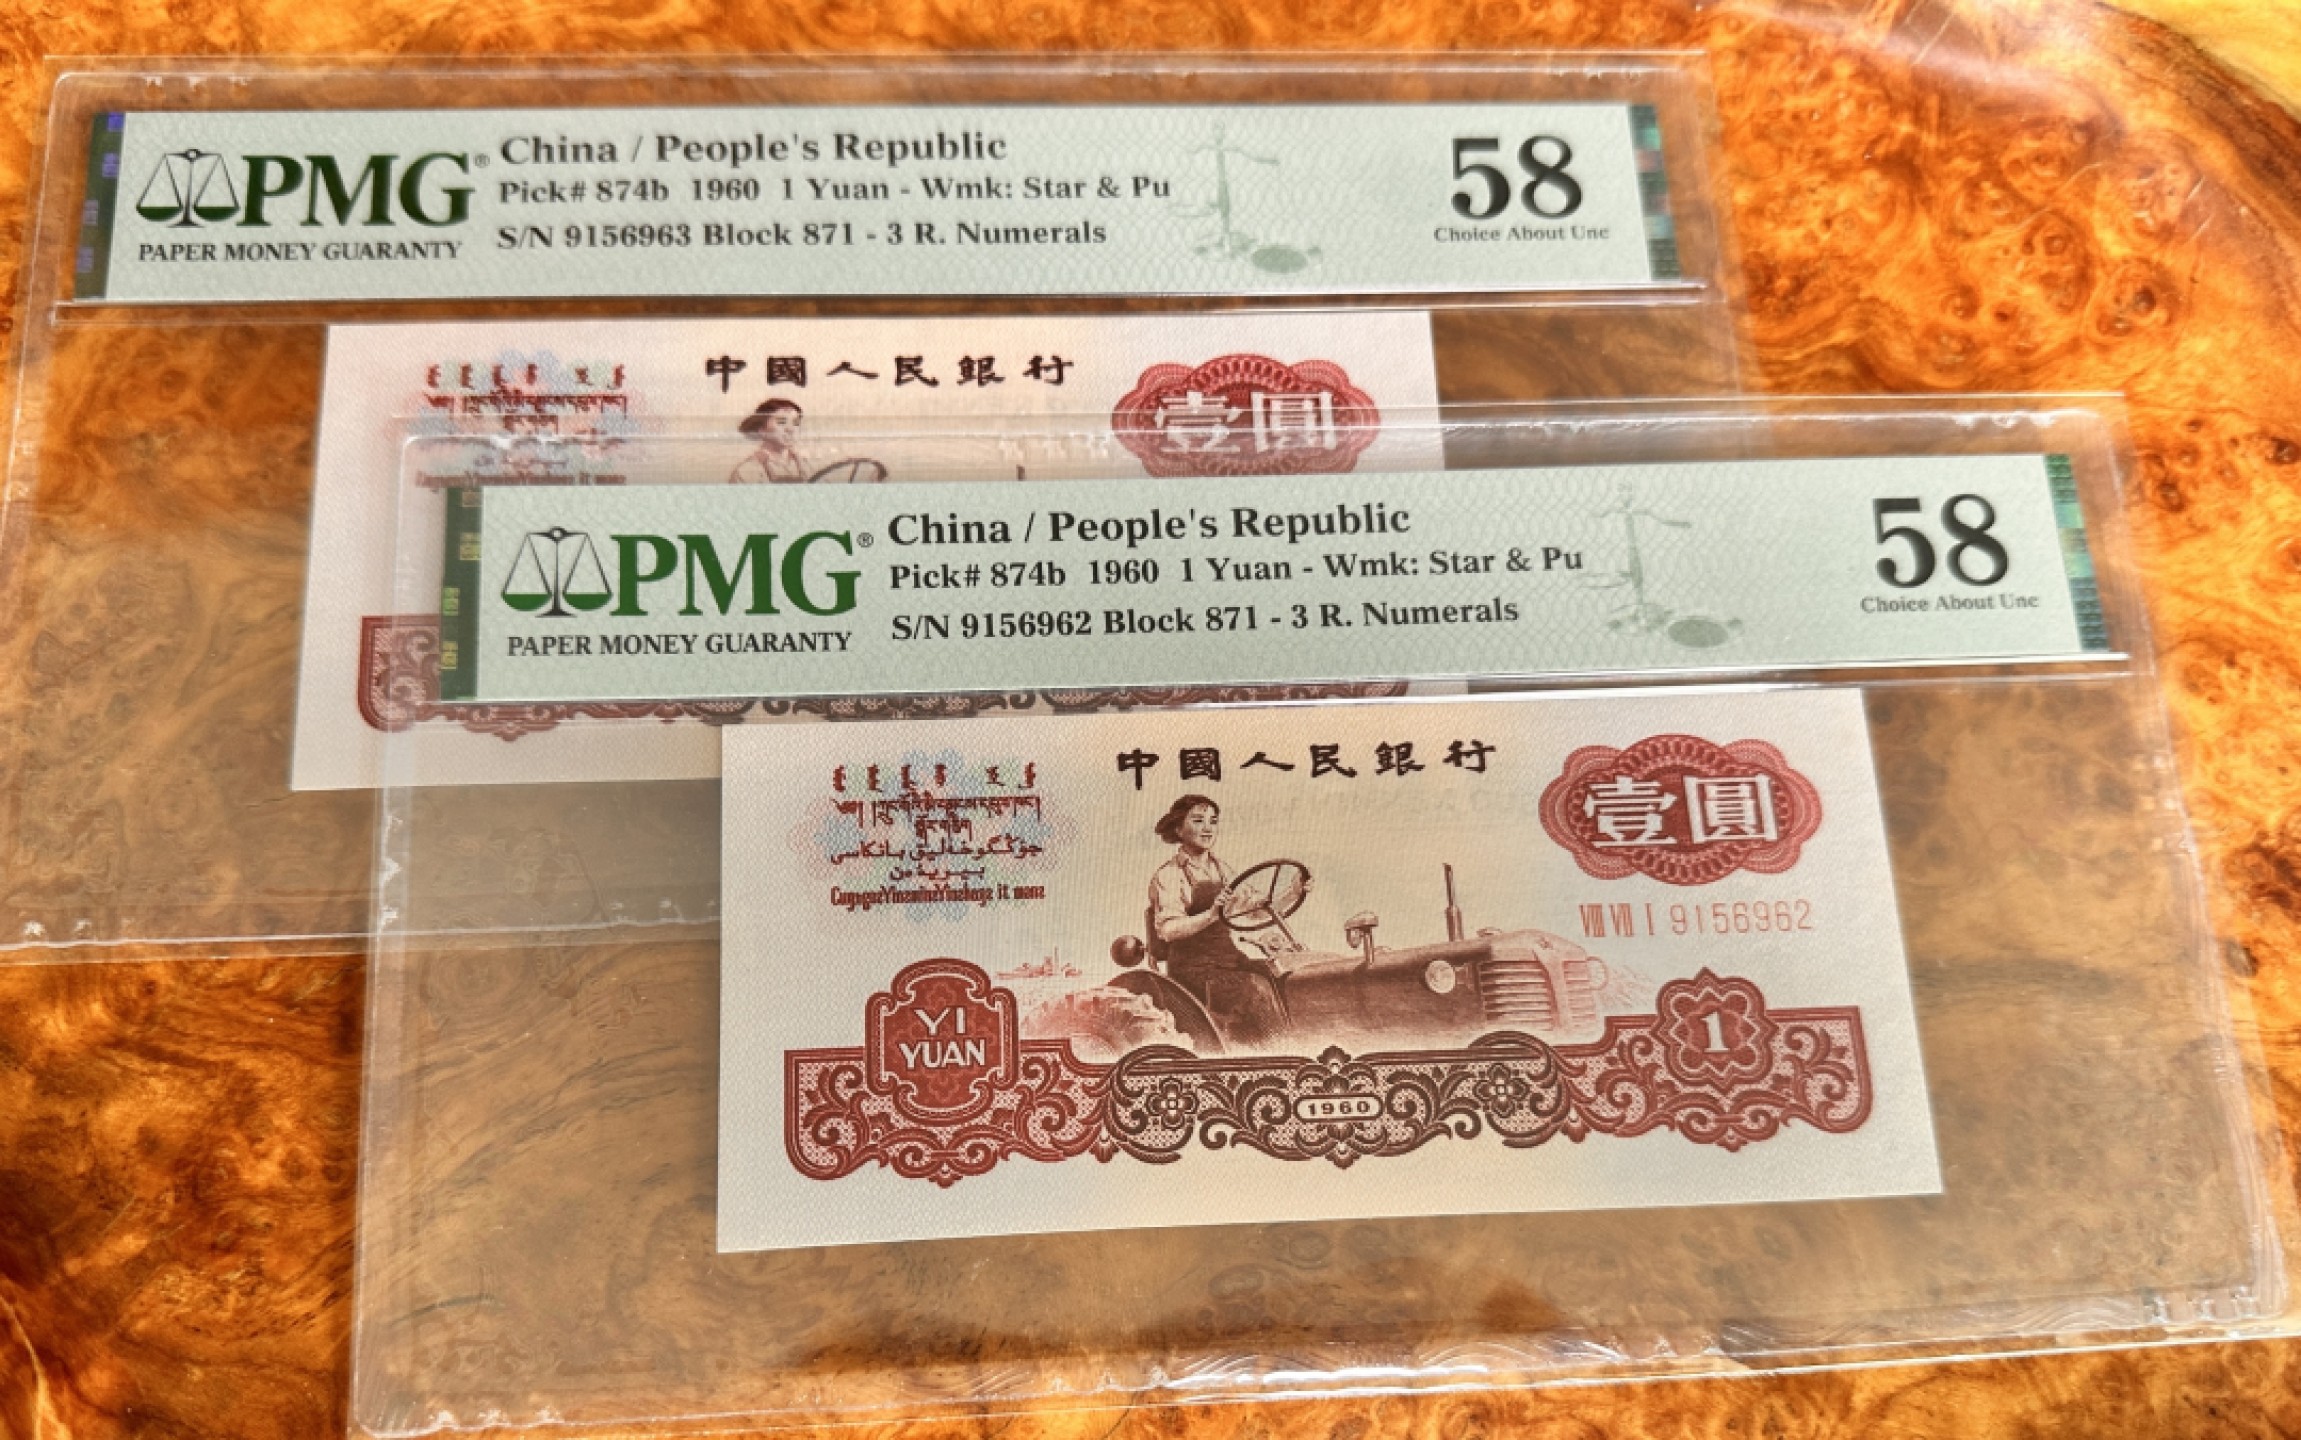 PMG®
PAPER MONEY GUARANTY
China / People's Republic
Pick# 874b 1960 1 Yuan - Wmk: Star & Pu
S/N 9156963 Block 871 - 3 R. Numerals
58
Choice About Unc
中國人民銀行
壹圓
PMG®
PAPER MONEY GUARANTY
China / People's Republic
Pick# 874b 1960 1 Yuan - Wmk: Star & Pu
S/N 9156962 Block 871 - 3 R. Numerals
58
Choice About Unc
中國人民銀行
壹圓
VIII VII I 9156962
YI
YUAN
1
1960